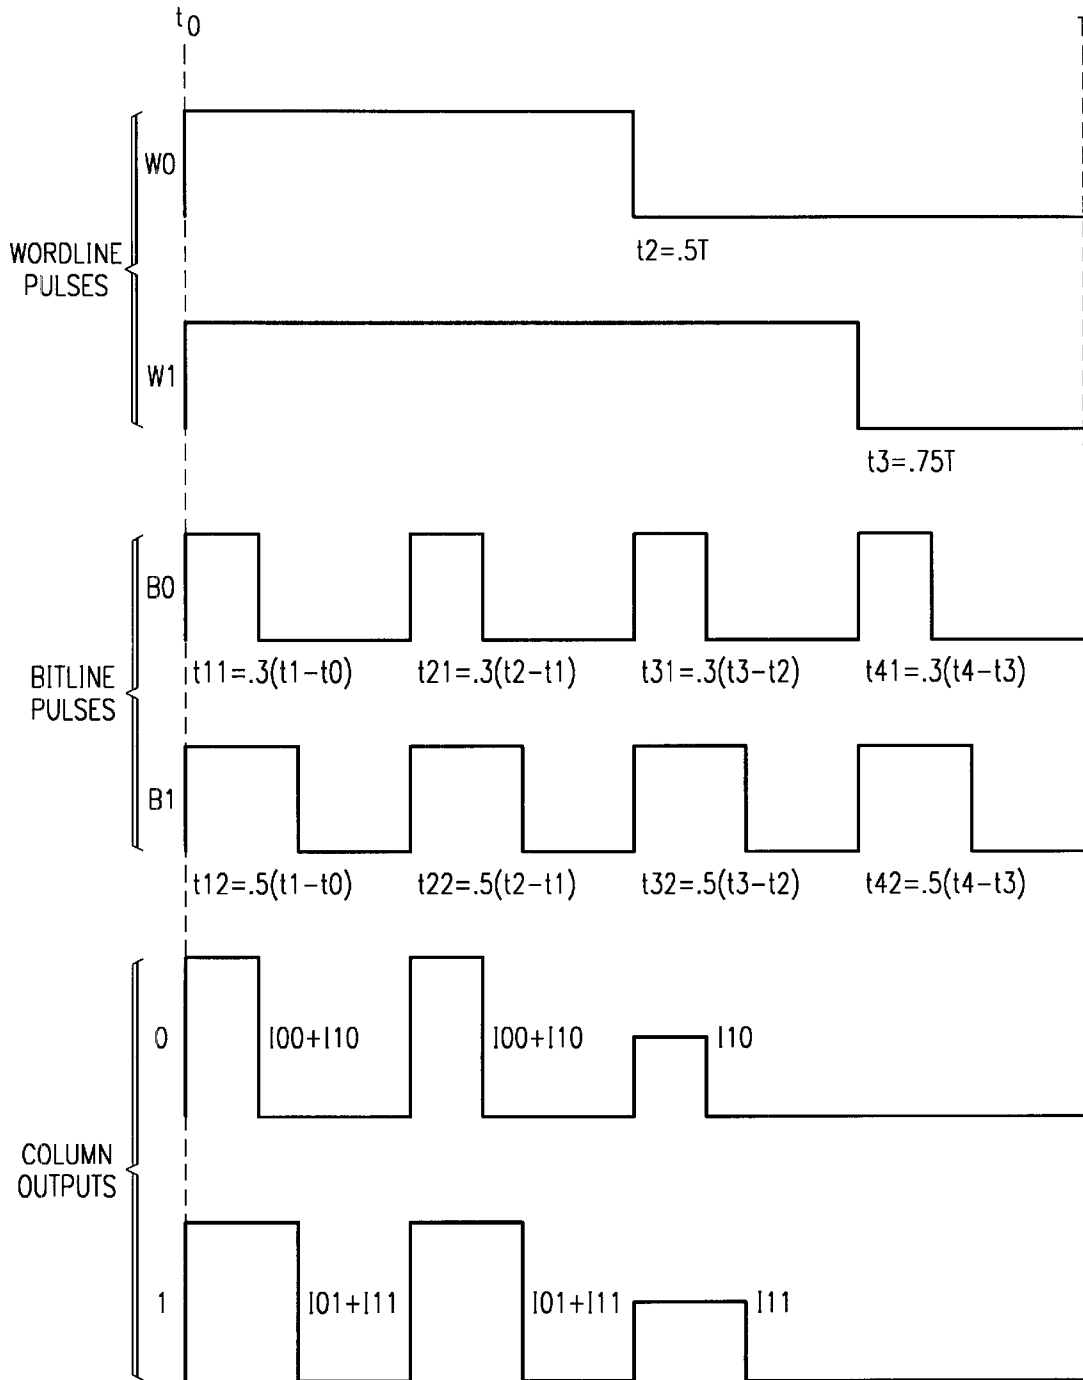 t0
T
W0
WORDLINE
PULSES
t2=.5T
W1
t3=.75T
B0
t11=.3(t1-t0)
t21=.3(t2-t1)
t31=.3(t3-t2)
t41=.3(t4-t3)
BITLINE
PULSES
B1
t12=.5(t1-t0)
t22=.5(t2-t1)
t32=.5(t3-t2)
t42=.5(t4-t3)
0
I00+I10
I00+I10
I10
COLUMN
OUTPUTS
1
I01+I11
I01+I11
I11